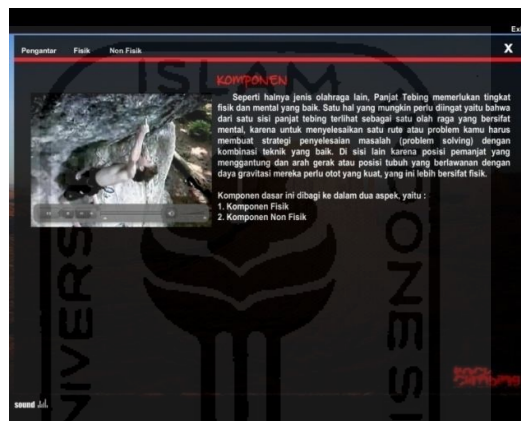 Exi
Pengantar Fisik Non Fisik X
KOMPONEN
Seperti halnya jenis olahraga lain, Panjat Tebing memerlukan tingkat
fisik dan mental yang baik. Satu hal yang mungkin perlu diingat yaitu bahwa
dari satu sisi panjat tebing terlihat sebagai satu olah raga yang bersifat
mental, karena untuk menyelesaikan satu rute atau problem kamu harus
membuat strategi penyelesaian masalah (problem solving) dengan
kombinasi teknik yang baik. Di sisi lain karena posisi pemanjat yang
menggantung dan arah gerak atau posisi tubuh yang berlawanan dengan
daya gravitasi mereka perlu otot yang kuat, yang ini lebih bersifat fisik.
Komponen dasar ini dibagi ke dalam dua aspek, yaitu :
1. Komponen Fisik
2. Komponen Non Fisik
ISLAM
sound